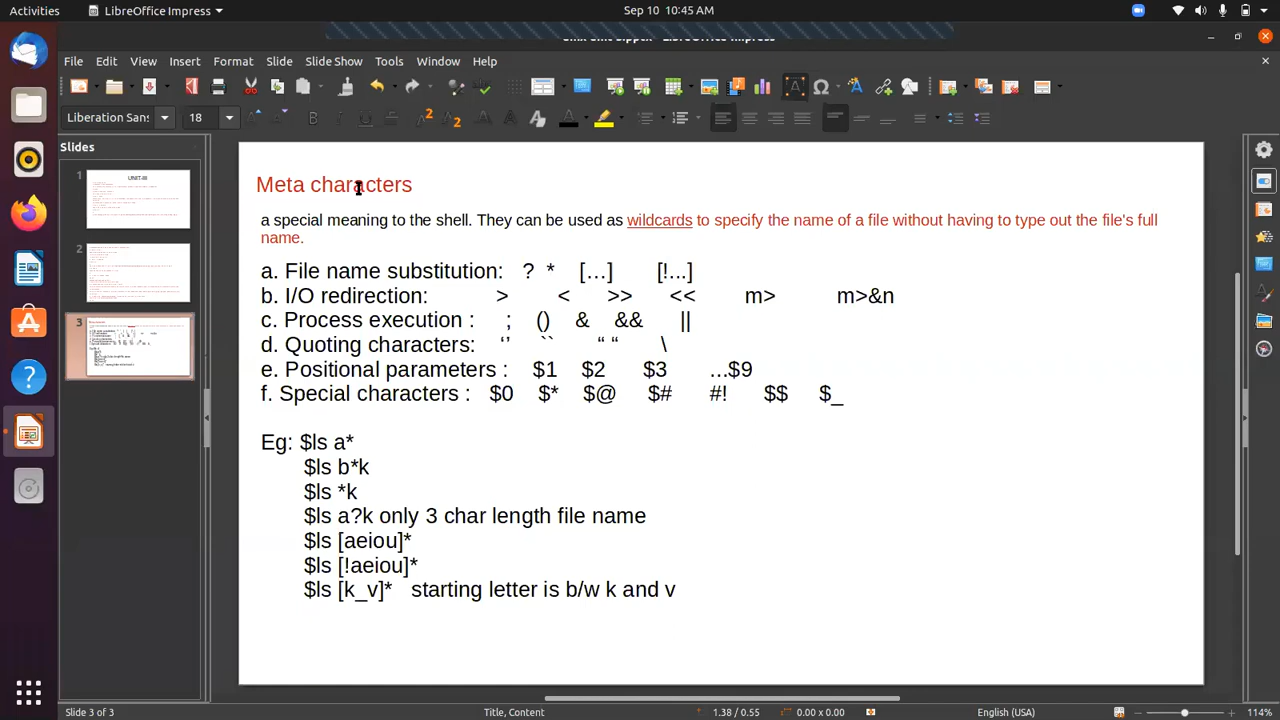 Activities LibreOffice Impress Sep 10 10:45 AM
File Edit View Insert Format Slide Slide Show Tools Window Help
Liberation Sans 18
Slides
1
2
3
Meta characters
a special meaning to the shell. They can be used as wildcards to specify the name of a file without having to type out the file's full
name.
a. File name substitution: ? * […] [!...]
b. I/O redirection: > < >> << m> m>&n
c. Process execution : ; () & && ||
d. Quoting characters: ‘’ `` “ “ \
e. Positional parameters : $1 $2 $3 ...$9
f. Special characters : $0 $* $@ $# #! $$ $_
Eg: $ls a*
$ls b*k
$ls *k
$ls a?k only 3 char length file name
$ls [aeiou]*
$ls [!aeiou]*
$ls [k_v]* starting letter is b/w k and v
Slide 3 of 3 Title, Content 1.38 / 0.55 0.00 x 0.00 English (USA) 114%